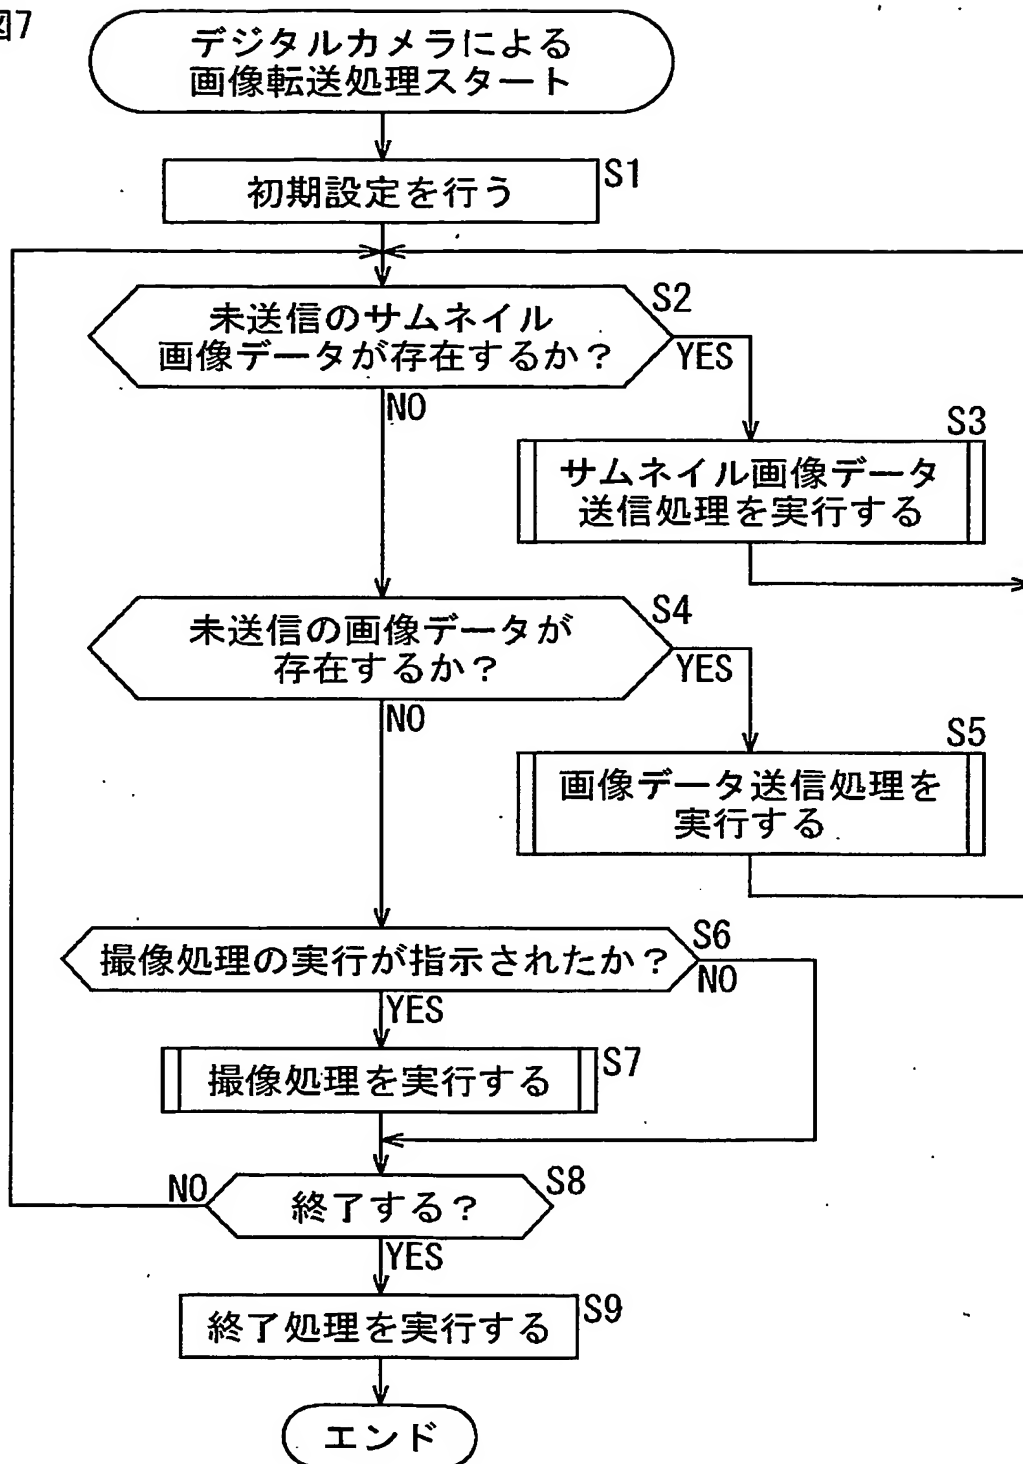 図7
デジタルカメラによる
画像転送処理スタート
初期設定を行う
S1
未送信のサムネイル
画像データが存在するか？
S2
YES
NO
S3
サムネイル画像データ
送信処理を実行する
未送信の画像データが
存在するか？
S4
YES
NO
S5
画像データ送信処理を
実行する
撮像処理の実行が指示されたか？
S6
NO
YES
撮像処理を実行する
S7
NO
終了する？
S8
YES
終了処理を実行する
S9
エンド